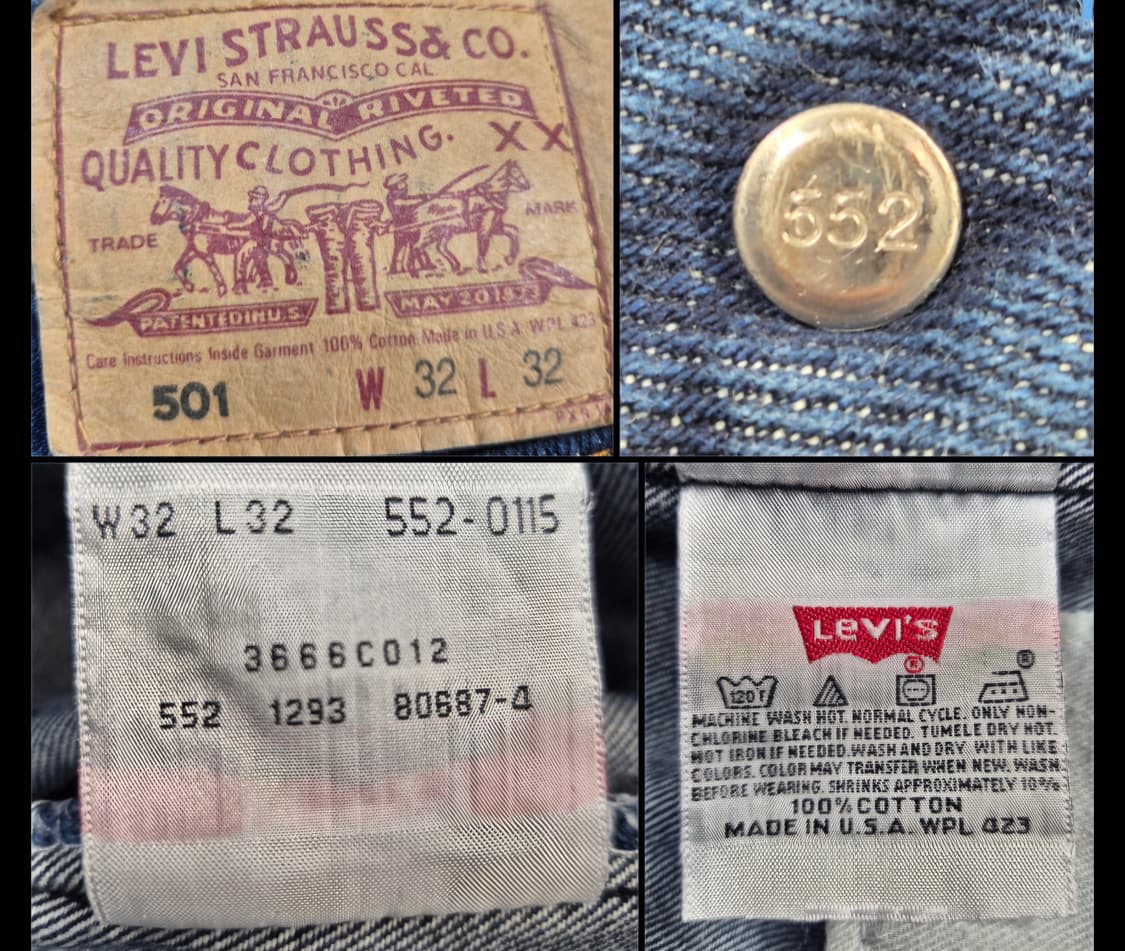 LEVI STRAUSS & CO.
SAN FRANCISCO CAL
ORIGINAL RIVETED
QUALITY CLOTHING. XX
TRADE MARK
PATENTED IN U.S. MAY 20 1873
Care Instructions Inside Garment 100% Cotton Made in U.S.A. WPL 423
501 W 32 L 32
552
W32 L32 552-0115
3666C012
552 1293 80687-4
Levi's
®
®
120 F
MACHINE WASH HOT. NORMAL CYCLE. ONLY NON-
CHLORINE BLEACH IF NEEDED. TUMBLE DRY HOT.
HOT IRON IF NEEDED. WASH AND DRY WITH LIKE
COLORS. COLOR MAY TRANSFER WHEN NEW. WASH
BEFORE WEARING. SHRINKS APPROXIMATELY 10%
100% COTTON
MADE IN U.S.A. WPL 423